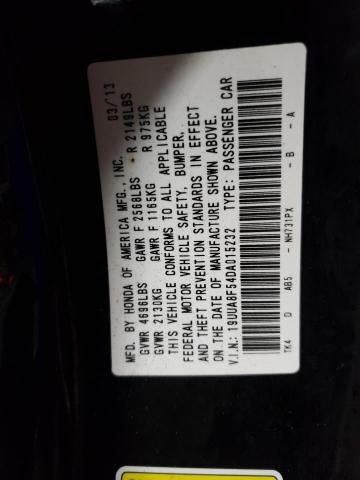 MFD. BY HONDA OF AMERICA MFG., INC. 03/13
GVWR 4696LBS GAWR F 2568LBS R 2149LBS
GVWR 2130KG GAWR F 1165KG R 975KG
THIS VEHICLE CONFORMS TO ALL APPLICABLE
FEDERAL MOTOR VEHICLE SAFETY, BUMPER,
AND THEFT PREVENTION STANDARDS IN EFFECT
ON THE DATE OF MANUFACTURE SHOWN ABOVE.
V.I.N.: 19UUA8F54DA015232 TYPE: PASSENGER CAR
TK4 D AB5 - NH731PX - B - A